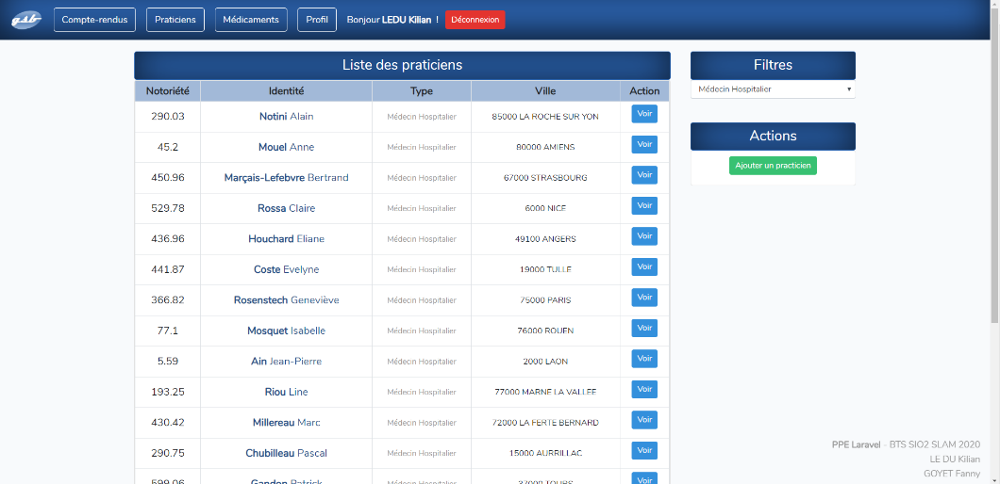 gsb Compte-rendus Praticiens Médicaments Profil Bonjour LEDU Kilian ! Déconnexion
Liste des praticiens
Notoriété Identité Type Ville Action
290.03 Notini Alain Médecin Hospitalier 85000 LA ROCHE SUR YON Voir
45.2 Mouel Anne Médecin Hospitalier 80000 AMIENS Voir
450.96 Marçais-Lefebvre Bertrand Médecin Hospitalier 67000 STRASBOURG Voir
529.78 Rossa Claire Médecin Hospitalier 6000 NICE Voir
436.96 Houchard Eliane Médecin Hospitalier 49100 ANGERS Voir
441.87 Coste Evelyne Médecin Hospitalier 19000 TULLE Voir
366.82 Rosenstech Geneviève Médecin Hospitalier 75000 PARIS Voir
77.1 Mosquet Isabelle Médecin Hospitalier 76000 ROUEN Voir
5.59 Ain Jean-Pierre Médecin Hospitalier 2000 LAON Voir
193.25 Riou Line Médecin Hospitalier 77000 MARNE LA VALLEE Voir
430.42 Millereau Marc Médecin Hospitalier 72000 LA FERTE BERNARD Voir
290.75 Chubilleau Pascal Médecin Hospitalier 15000 AURRILLAC Voir
599.06 Gandon Patrick Médecin Hospitalier 37000 TOURS Voir
Filtres
Médecin Hospitalier
Actions
Ajouter un practicien
PPE Laravel - BTS SIO2 SLAM 2020
LE DU Kilian
GOYET Fanny